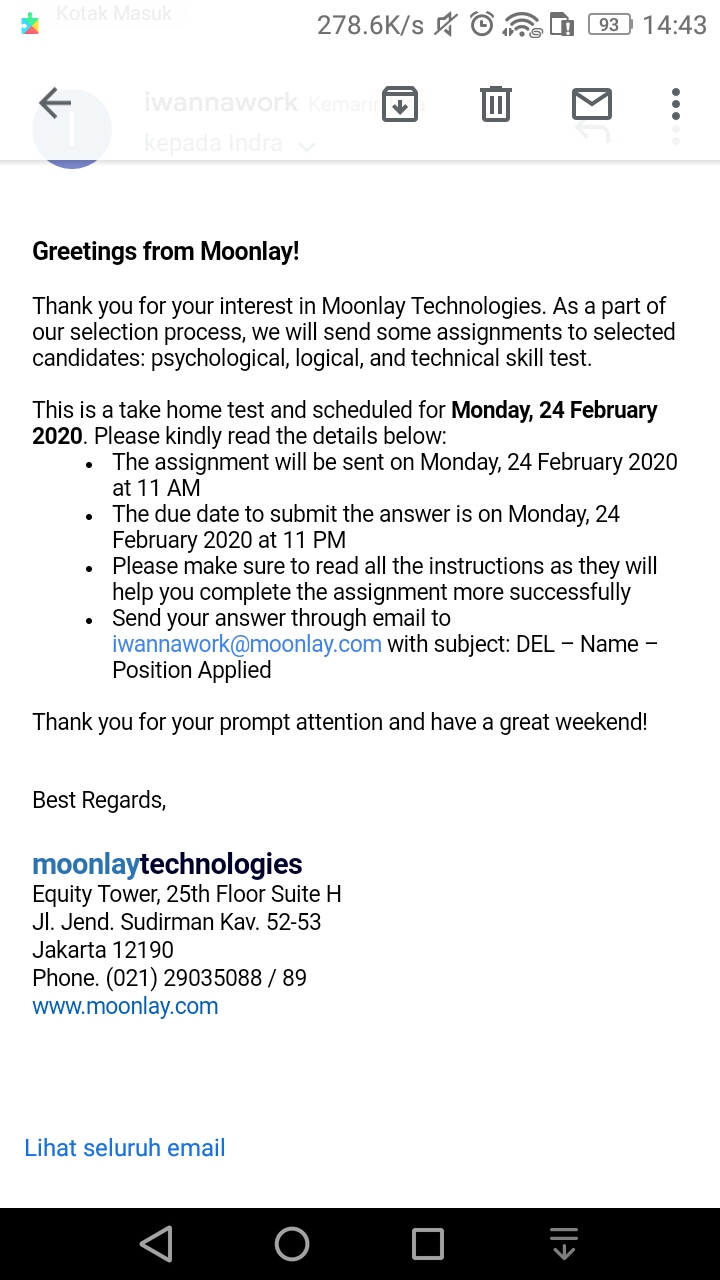 Kotak Masuk
278.6K/s 93 14:43
iwannawork Kemarin
kepada Indra
Greetings from Moonlay!
Thank you for your interest in Moonlay Technologies. As a part of
our selection process, we will send some assignments to selected
candidates: psychological, logical, and technical skill test.
This is a take home test and scheduled for Monday, 24 February
2020. Please kindly read the details below:
• The assignment will be sent on Monday, 24 February 2020
at 11 AM
• The due date to submit the answer is on Monday, 24
February 2020 at 11 PM
• Please make sure to read all the instructions as they will
help you complete the assignment more successfully
• Send your answer through email to
iwannawork@moonlay.com with subject: DEL – Name –
Position Applied
Thank you for your prompt attention and have a great weekend!
Best Regards,
moonlaytechnologies
Equity Tower, 25th Floor Suite H
Jl. Jend. Sudirman Kav. 52-53
Jakarta 12190
Phone. (021) 29035088 / 89
www.moonlay.com
Lihat seluruh email